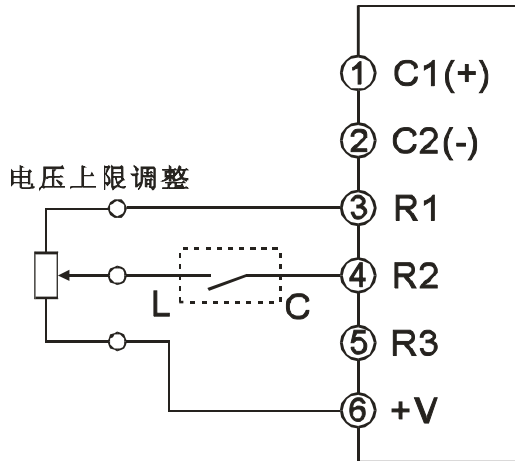 ① C1(+)
② C2(-)
电压上限调整
③ R1
④ R2
L C
⑤ R3
⑥ +V